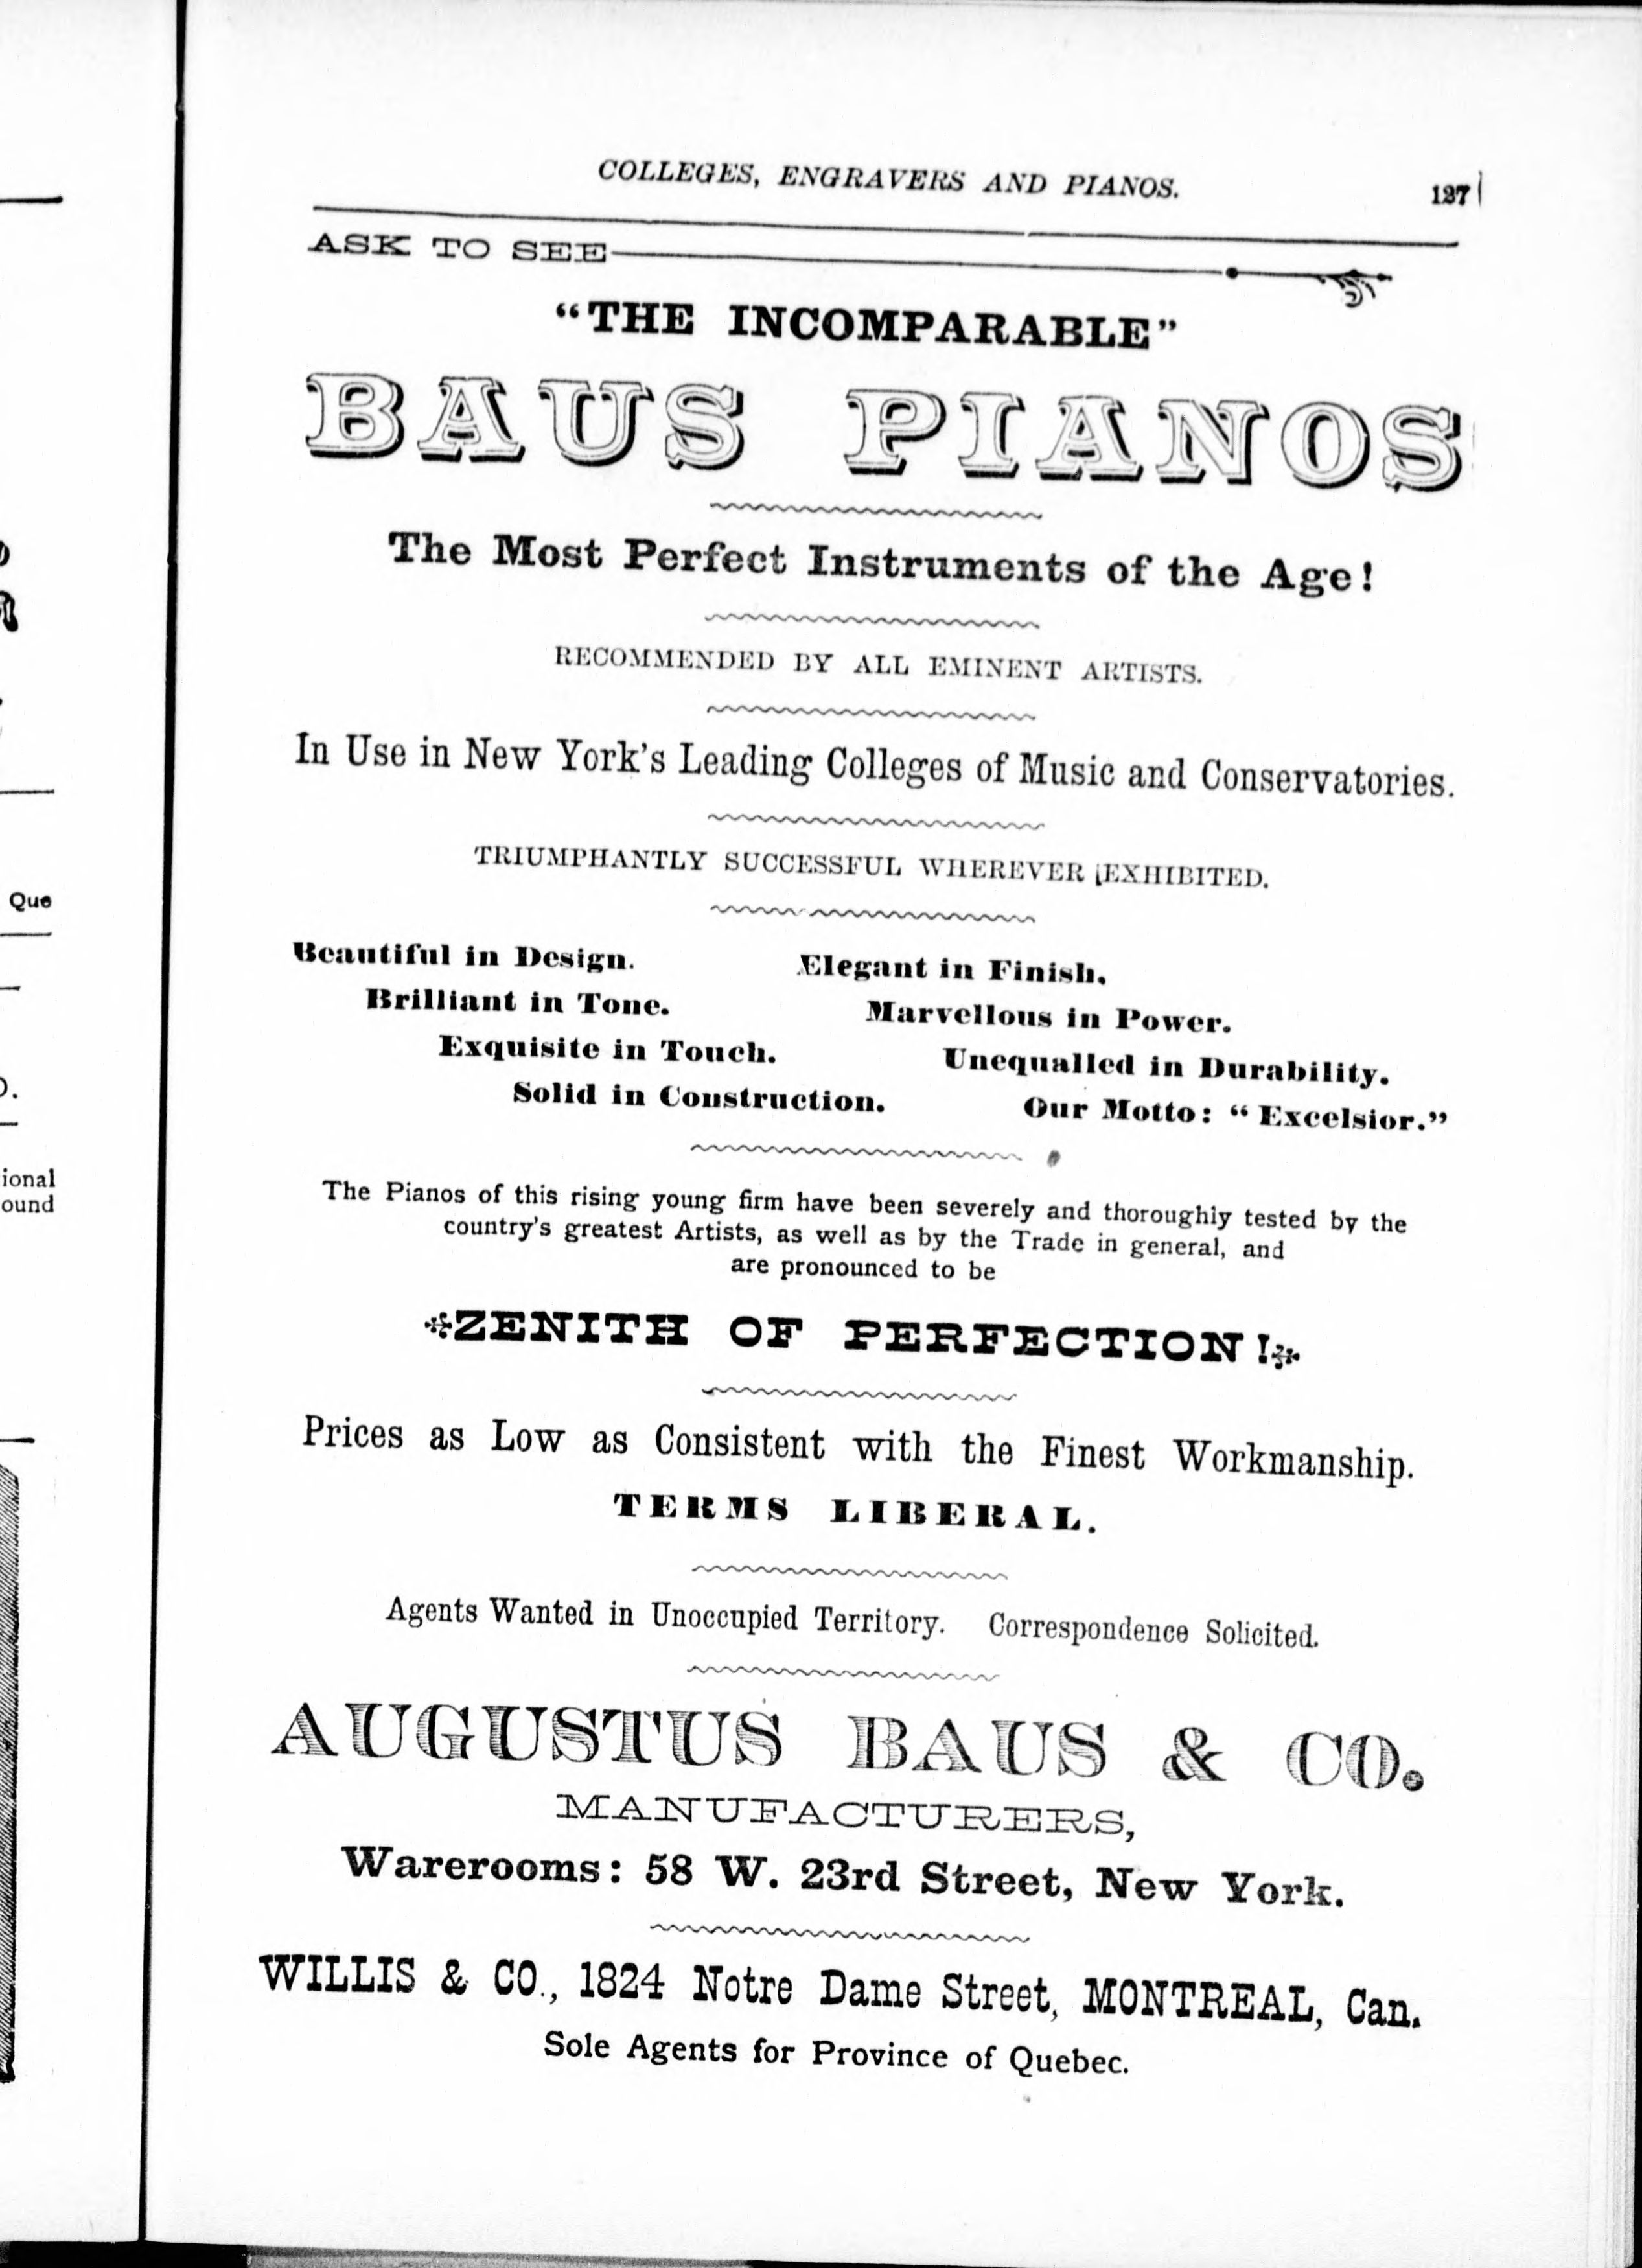 COLLEGES, ENGRAVERS AND PIANOS. 137
ASK TO SEE
"THE INCOMPARABLE"
BAUS PIANOS
The Most Perfect Instruments of the Age!
RECOMMENDED BY ALL EMINENT ARTISTS.
In Use in New York's Leading Colleges of Music and Conservatories.
TRIUMPHANTLY SUCCESSFUL WHEREVER EXHIBITED.
Beautiful in Design. Elegant in Finish.
Brilliant in Tone. Marvellous in Power.
Exquisite in Touch. Unequalled in Durability.
Solid in Construction. Our Motto: "Excelsior."
The Pianos of this rising young firm have been severely and thoroughly tested by the
country's greatest Artists, as well as by the Trade in general, and
are pronounced to be
ZENITH OF PERFECTION!
Prices as Low as Consistent with the Finest Workmanship.
TERMS LIBERAL.
Agents Wanted in Unoccupied Territory. Correspondence Solicited.
AUGUSTUS BAUS & CO.
MANUFACTURERS,
Warerooms: 58 W. 23rd Street, New York.
WILLIS & CO., 1824 Notre Dame Street, MONTREAL, Can.
Sole Agents for Province of Quebec.
Que
ional
ound